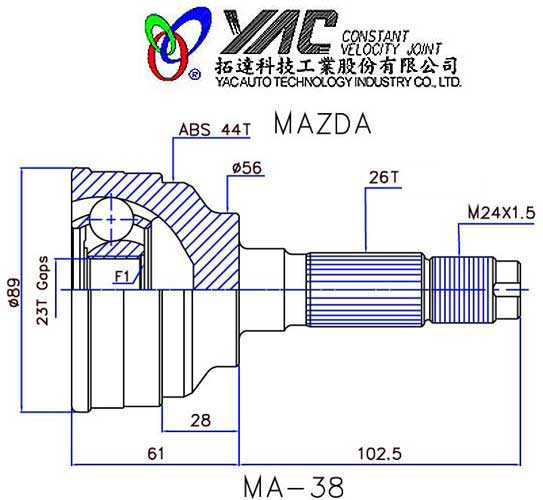 YAC CONSTANT
VELOCITY JOINT
®
拓達科技工業股份有限公司
YAC AUTO TECHNOLOGY INDUSTRY CO., LTD.
MAZDA
ABS 44T
ø56
26T
M24X1.5
ø89
23T Gaps
F1
28
61
102.5
MA-38